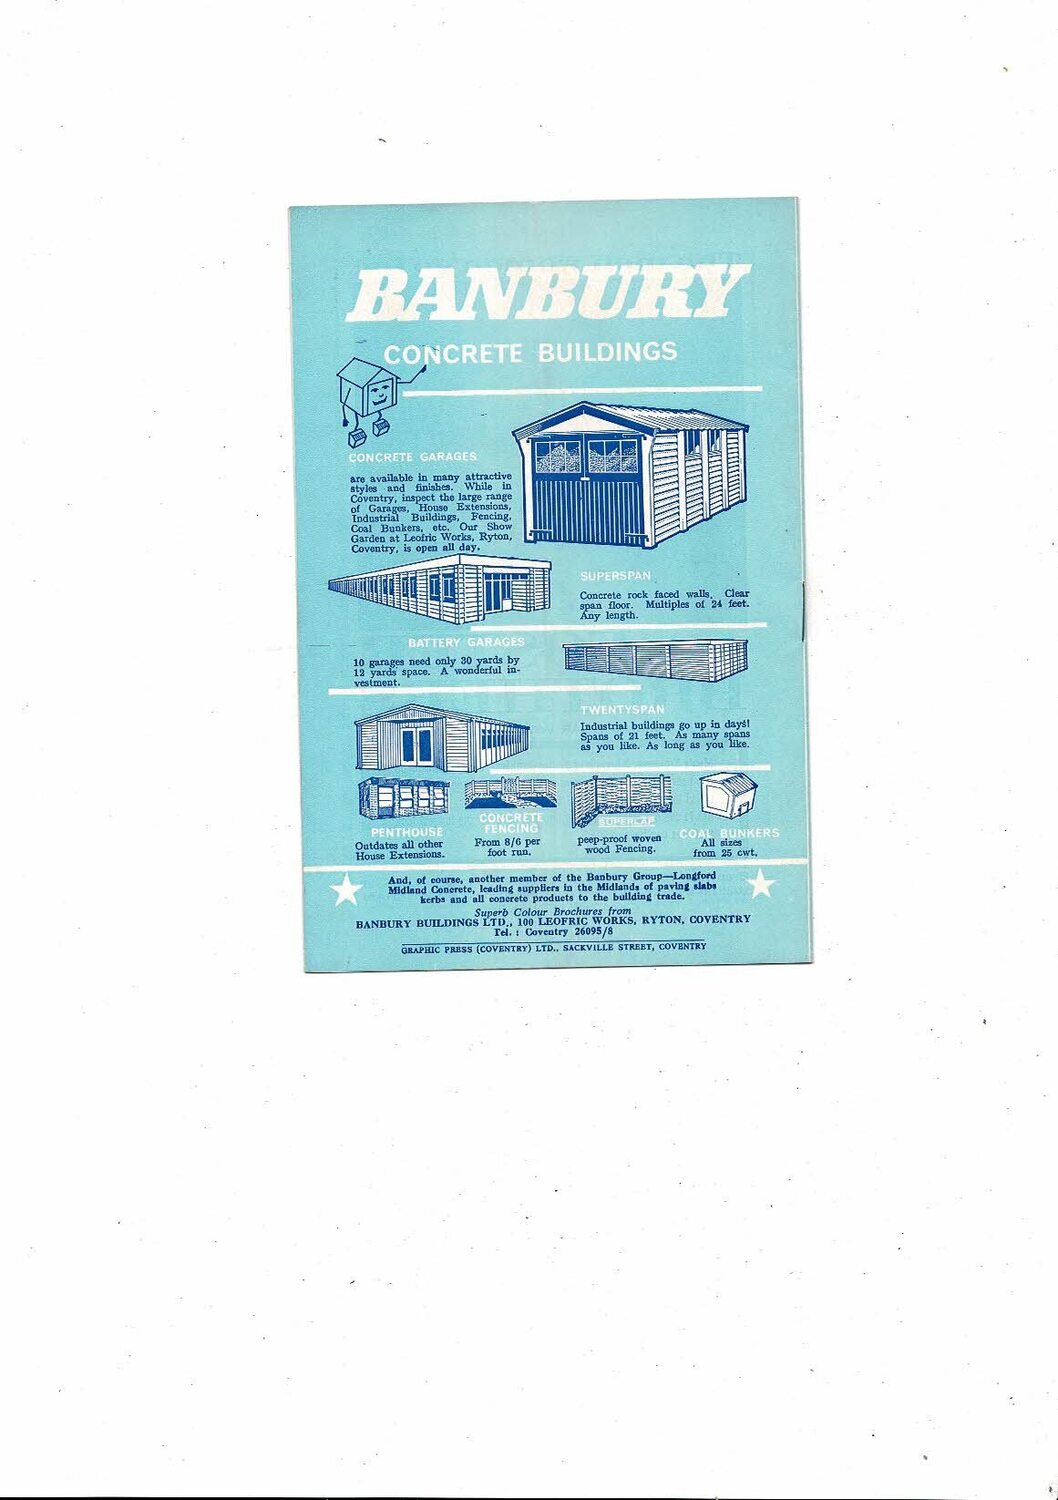 BANBURY
CONCRETE BUILDINGS
CONCRETE GARAGES
are available in many attractive
styles and finishes. While in
Coventry, inspect the large range
of Garages, House Extensions,
Industrial Buildings, Fencing,
Coal Bunkers, etc. Our Show
Garden at Leofric Works, Ryton,
Coventry, is open all day.
SUPERSPAN
Concrete rock faced walls. Clear
span floor. Multiples of 24 feet.
Any length.
BATTERY GARAGES
10 garages need only 30 yards by
12 yards space. A wonderful in-
vestment.
TWENTYSPAN
Industrial buildings go up in days!
Spans of 21 feet. As many spans
as you like. As long as you like.
PENTHOUSE
Outdates all other
House Extensions.
CONCRETE
FENCING
From 8/6 per
foot run.
SUPERLAP
peep-proof woven
wood Fencing.
COAL BUNKERS
All sizes
from 25 cwt.
And, of course, another member of the Banbury Group—Longford
Midland Concrete, leading suppliers in the Midlands of paving slabs
kerbs and all concrete products to the building trade.
Superb Colour Brochures from
BANBURY BUILDINGS LTD., 100 LEOFRIC WORKS, RYTON, COVENTRY
Tel. : Coventry 26095/8
GRAPHIC PRESS (COVENTRY) LTD., SACKVILLE STREET, COVENTRY